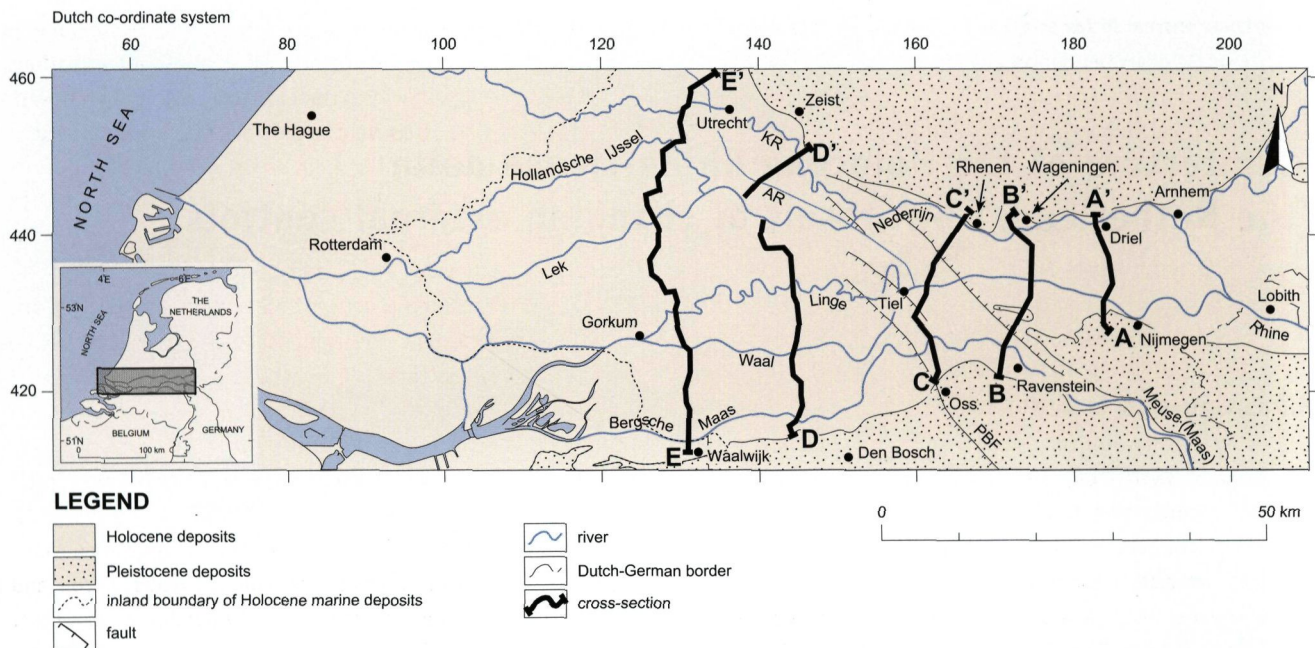 Dutch co-ordinate system
60 80 100 120 140 160 180 200
460
440
420
NORTH SEA
The Hague
Rotterdam
Hollandsche IJssel
Lek
Gorkum
Bergsche Maas
Waal
Linge
Utrecht
Zeist
KR
AR
Nederrijn
Rhenen
Wageningen
Arnhem
Driel
Tiel
Nijmegen
Lobith
Rhine
Ravenstein
Oss
PBF
Meuse (Maas)
Den Bosch
Waalwijk
E'
D'
C'
B'
A'
A
B
C
D
E
N
4°E 6°E
53°N
51°N
NORTH SEA
THE
NETHERLANDS
BELGIUM
GERMANY
0 100 km
LEGEND
Holocene deposits
Pleistocene deposits
inland boundary of Holocene marine deposits
fault
river
Dutch-German border
cross-section
0 50 km